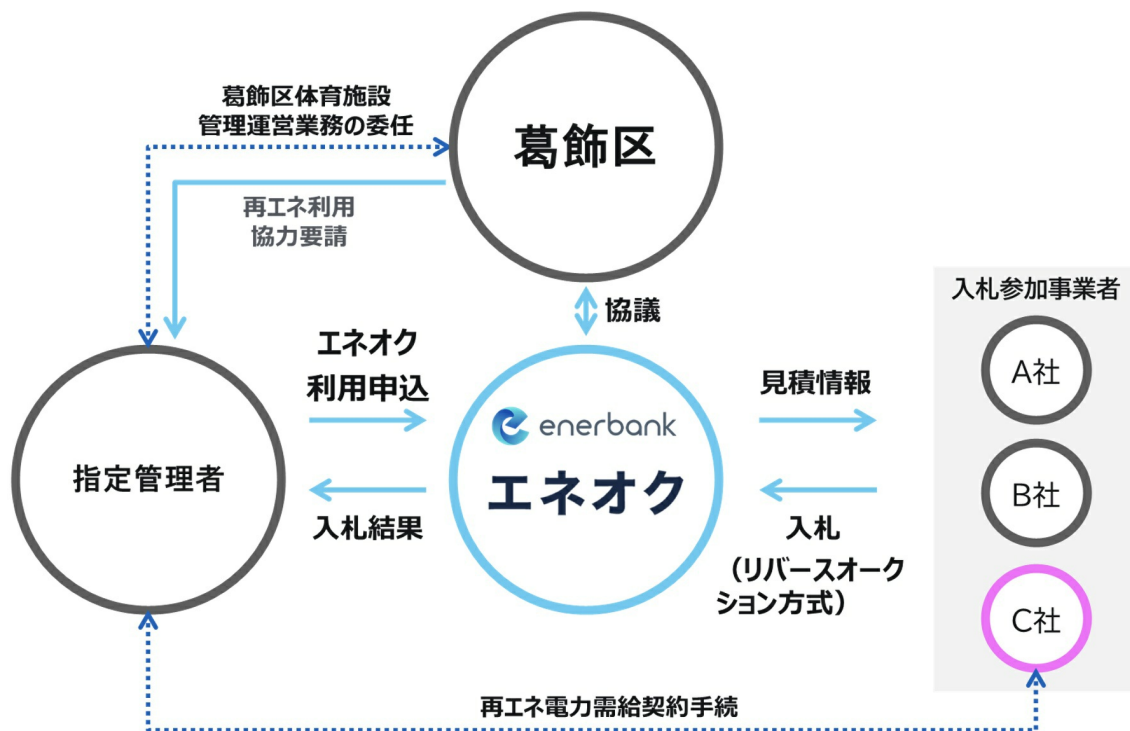 葛飾区体育施設
管理運営業務の委任
葛飾区
再エネ利用
協力要請
協議
入札参加事業者
A社
B社
C社
エネオク
利用申込
見積情報
enerbank
エネオク
指定管理者
入札結果
入札
（リバースオーク
ション方式）
再エネ電力需給契約手続